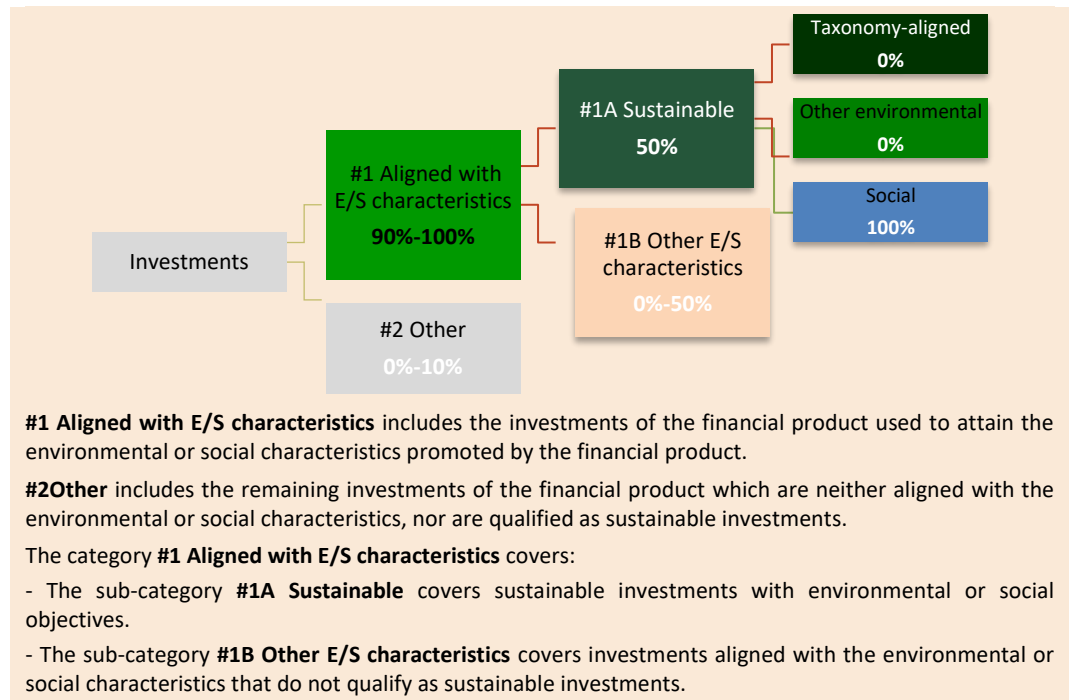 Taxonomy-aligned
0%
#1A Sustainable
50%
Other environmental
0%
#1 Aligned with
E/S characteristics
90%-100%
Social
100%
#1B Other E/S
characteristics
0%-50%
Investments
#2 Other
0%-10%
#1 Aligned with E/S characteristics includes the investments of the financial product used to attain the
environmental or social characteristics promoted by the financial product.
#2Other includes the remaining investments of the financial product which are neither aligned with the
environmental or social characteristics, nor are qualified as sustainable investments.
The category #1 Aligned with E/S characteristics covers:
- The sub-category #1A Sustainable covers sustainable investments with environmental or social
objectives.
- The sub-category #1B Other E/S characteristics covers investments aligned with the environmental or
social characteristics that do not qualify as sustainable investments.